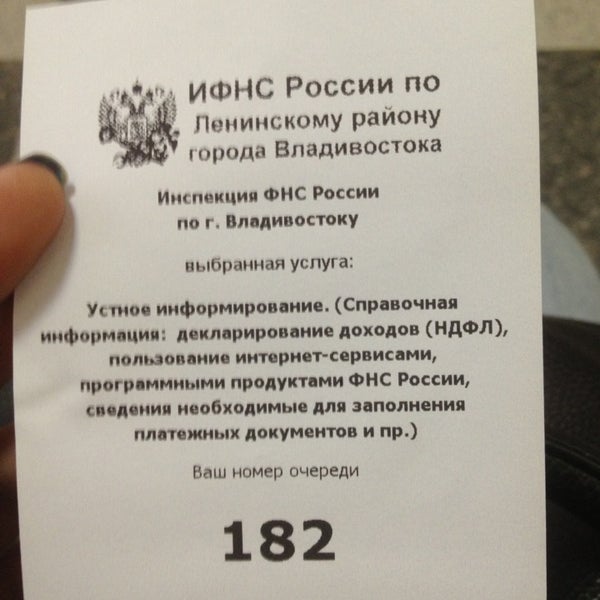 ИФНС России по
Ленинскому району
города Владивостока
Инспекция ФНС России
по г. Владивостоку
выбранная услуга:
Устное информирование. (Справочная
информация: декларирование доходов (НДФЛ),
пользование интернет-сервисами,
программными продуктами ФНС России,
сведения необходимые для заполнения
платежных документов и пр.)
Ваш номер очереди
182